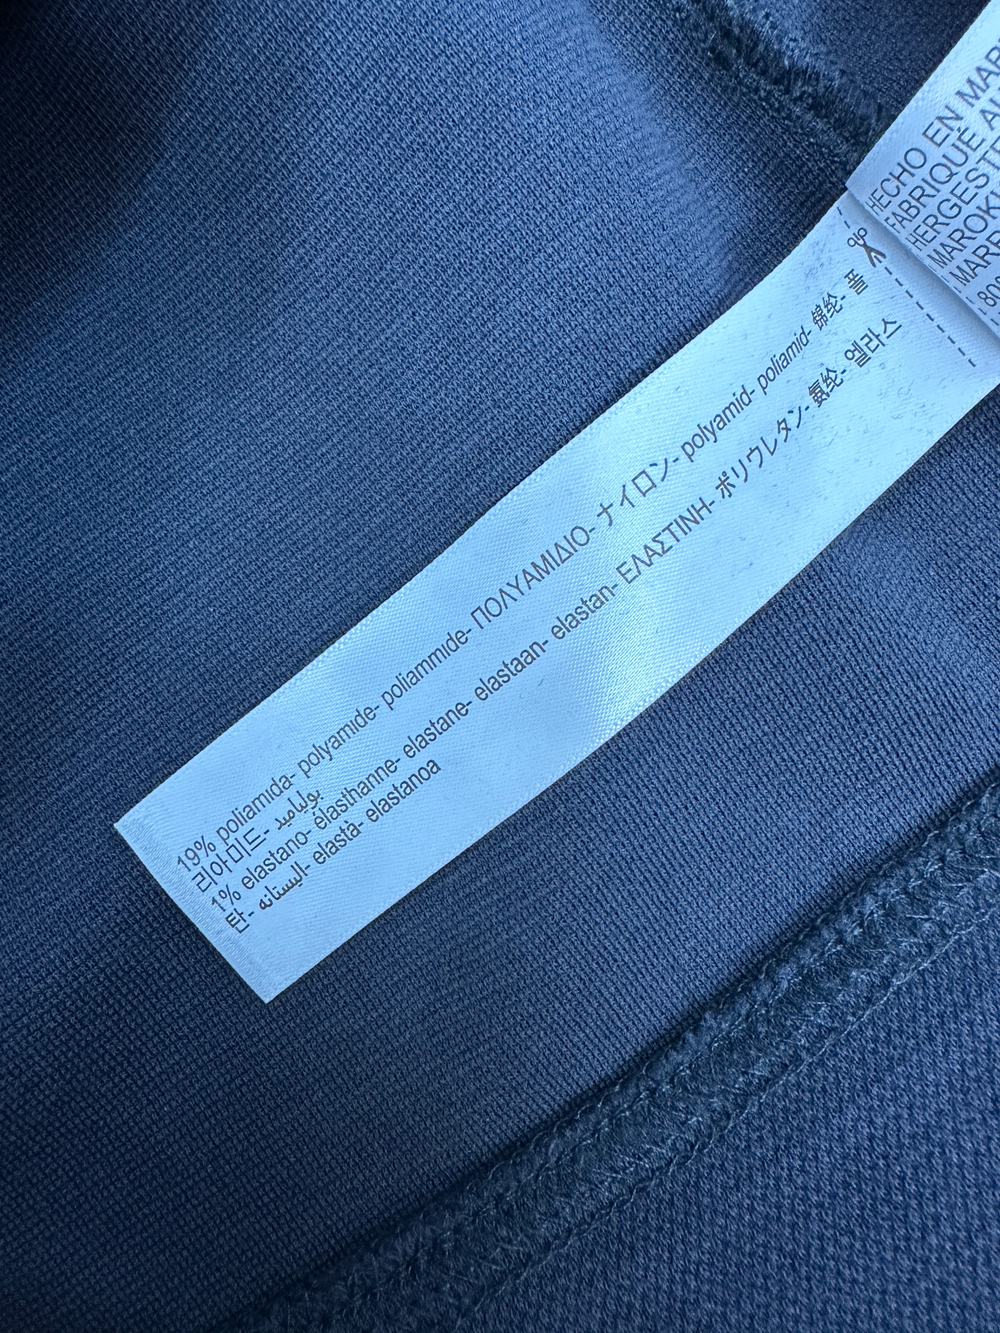 HECHO EN MAR
FABRIQUÉ AU
HERGESTE
MAROK
MARR
80
19% poliamida- polyamide- poliammide- ΠΟΛΥΑΜΙΔΙΟ- ナイロン- polyamid- poliamid- 锦纶- 폴
리아미드- بولياميد
1% elastano- élasthanne- elastane- elastaan- elastan- ΕΛΑΣΤΙΝΗ- ポリウレタン- 氨纶- 엘라스
탄- اليستانه- elastà- elastanoa